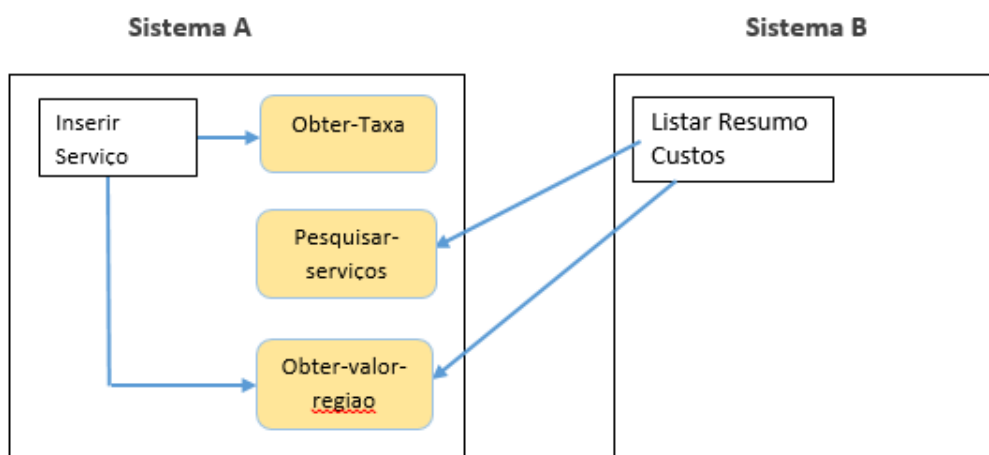 Sistema A
Sistema B
Inserir
Serviço
Obter-Taxa
Pesquisar-
serviços
Obter-valor-
regiao
Listar Resumo
Custos